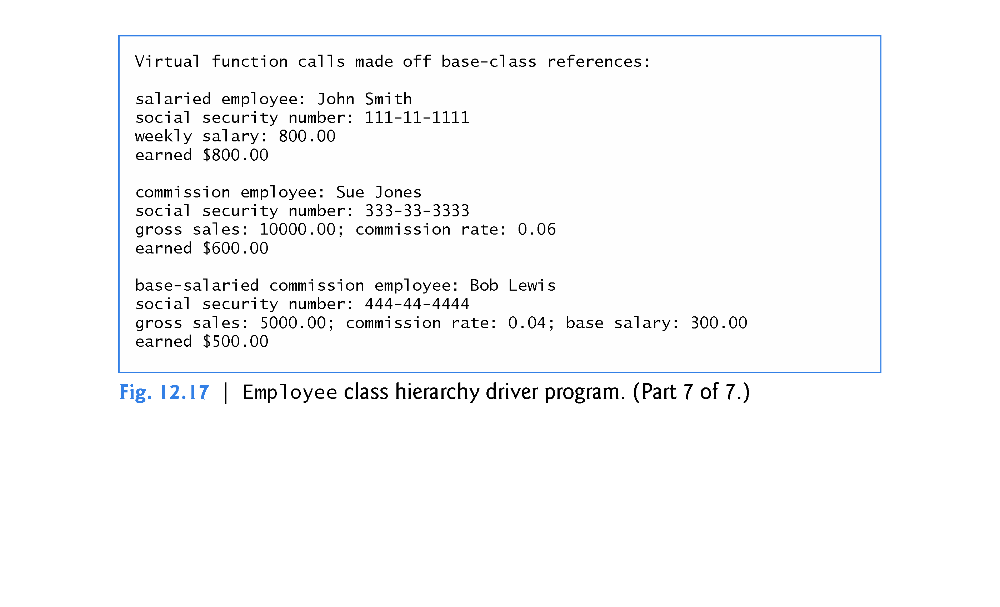 Virtual function calls made off base-class references:
salaried employee: John Smith
social security number: 111-11-1111
weekly salary: 800.00
earned $800.00
commission employee: Sue Jones
social security number: 333-33-3333
gross sales: 10000.00; commission rate: 0.06
earned $600.00
base-salaried commission employee: Bob Lewis
social security number: 444-44-4444
gross sales: 5000.00; commission rate: 0.04; base salary: 300.00
earned $500.00
Fig. 12.17 | Employee class hierarchy driver program. (Part 7 of 7.)